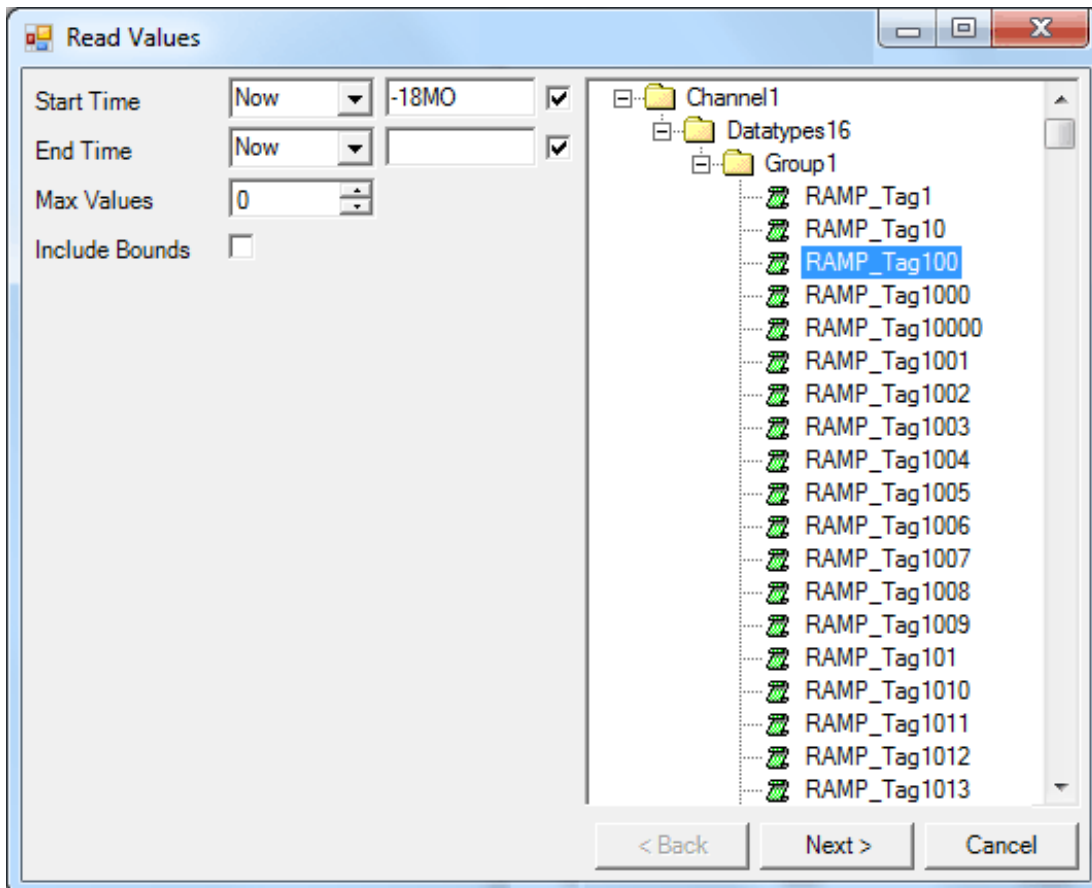 Read Values
Start Time Now -18MO
End Time Now
Max Values 0
Include Bounds
Channel1
Datatypes16
Group1
RAMP_Tag1
RAMP_Tag10
RAMP_Tag100
RAMP_Tag1000
RAMP_Tag10000
RAMP_Tag1001
RAMP_Tag1002
RAMP_Tag1003
RAMP_Tag1004
RAMP_Tag1005
RAMP_Tag1006
RAMP_Tag1007
RAMP_Tag1008
RAMP_Tag1009
RAMP_Tag101
RAMP_Tag1010
RAMP_Tag1011
RAMP_Tag1012
RAMP_Tag1013
< Back Next > Cancel